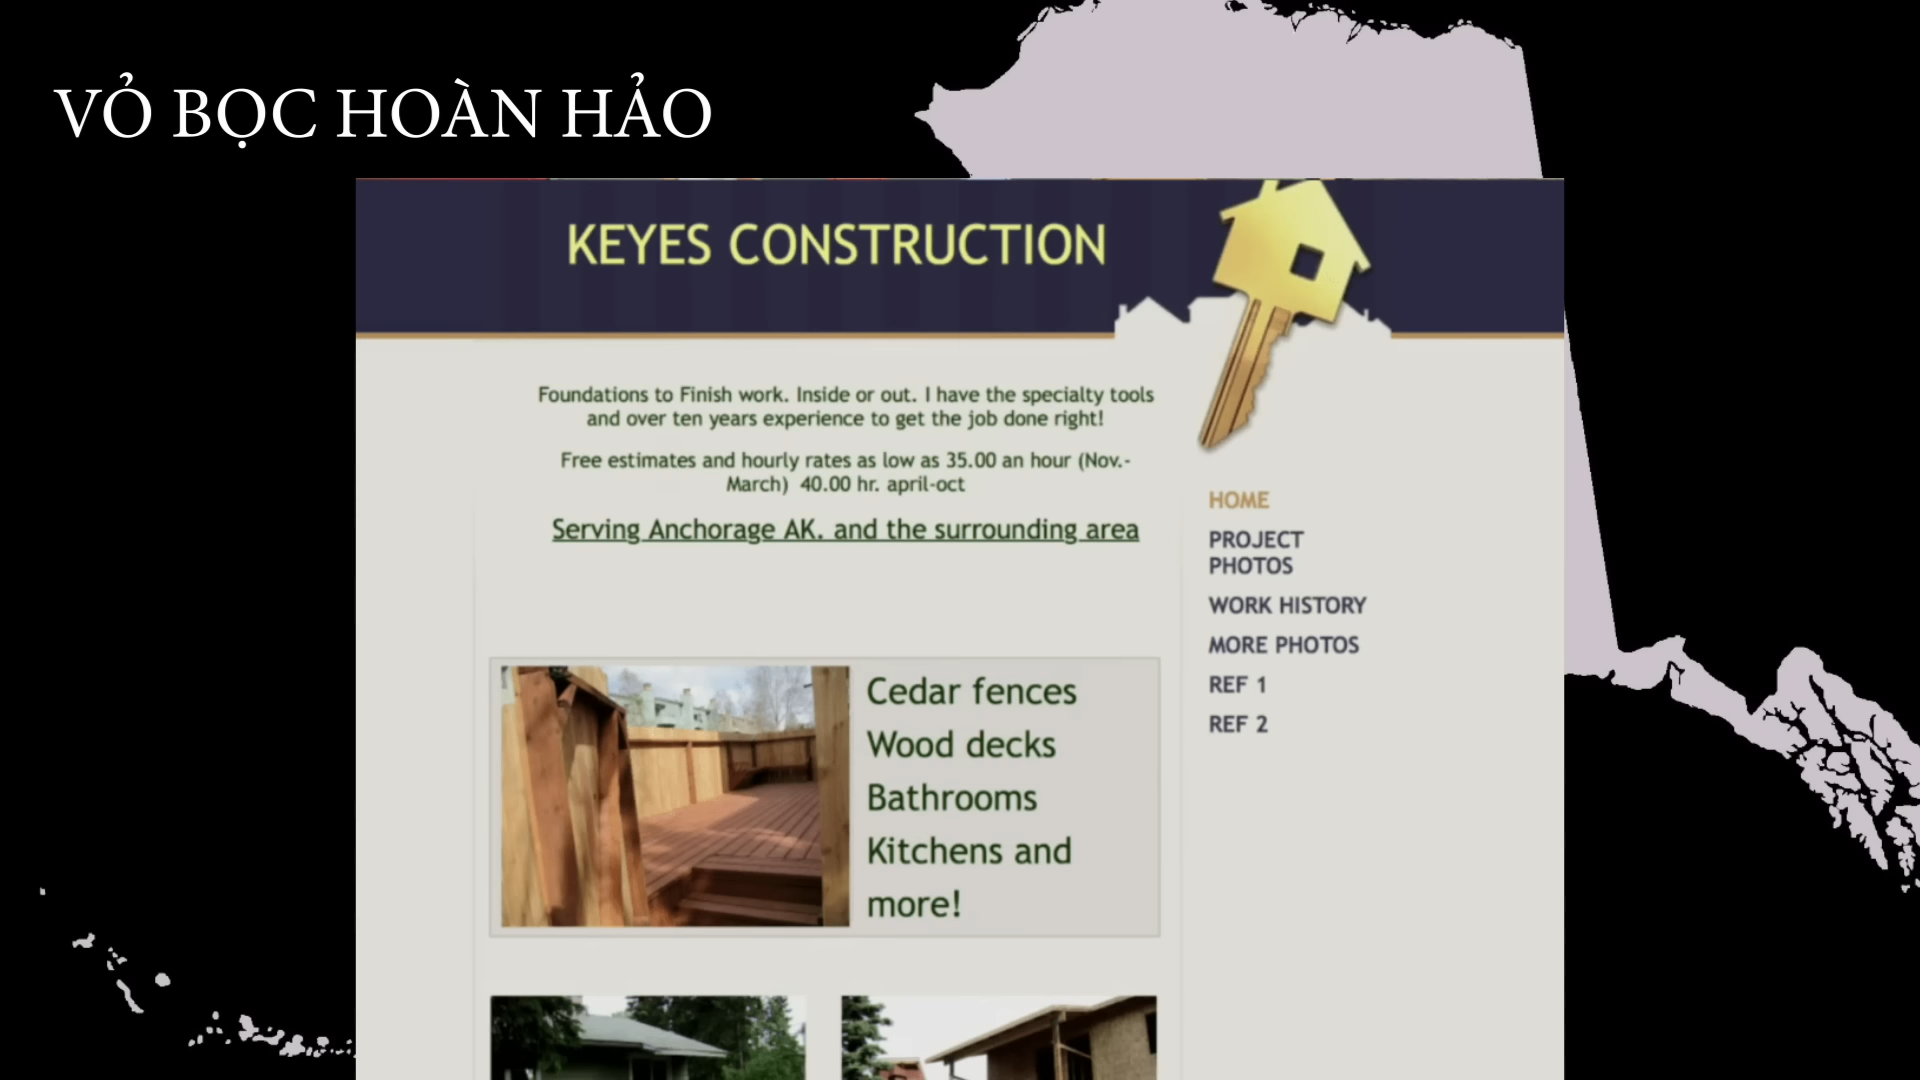 VỎ BỌC HOÀN HẢO
KEYES CONSTRUCTION
Foundations to Finish work. Inside or out. I have the specialty tools
and over ten years experience to get the job done right!
Free estimates and hourly rates as low as 35.00 an hour (Nov.-
March)  40.00 hr. april-oct
Serving Anchorage AK. and the surrounding area
HOME
PROJECT
PHOTOS
WORK HISTORY
MORE PHOTOS
REF 1
REF 2
Cedar fences
Wood decks
Bathrooms
Kitchens and
more!